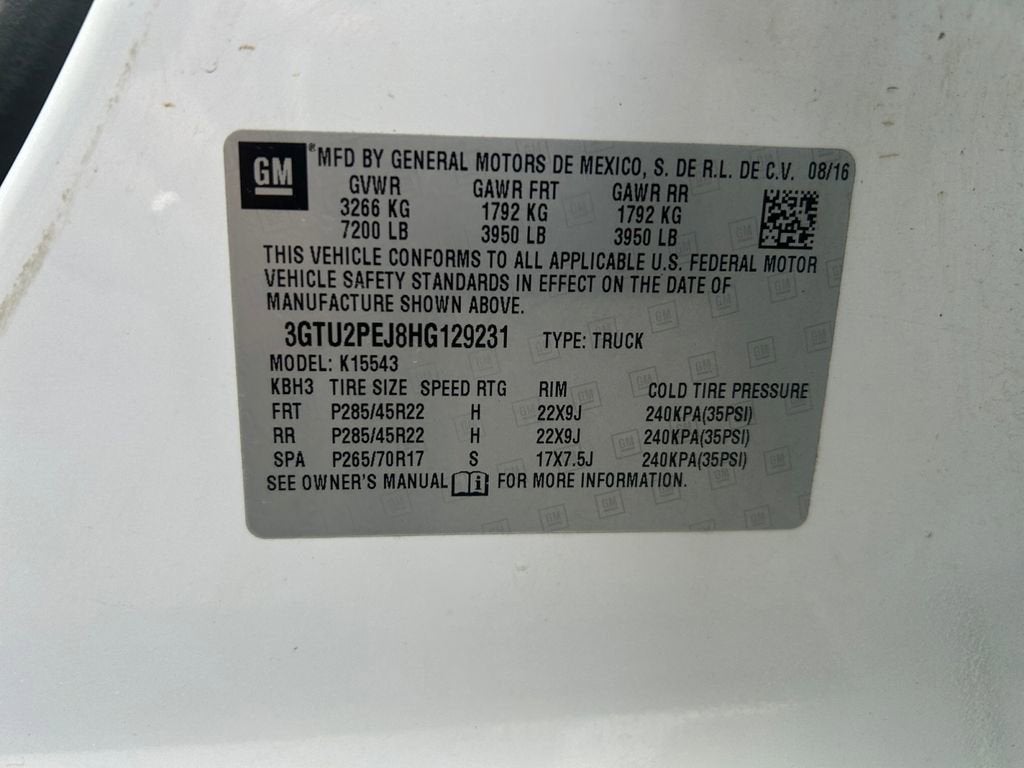 GM ® MFD BY GENERAL MOTORS DE MEXICO, S. DE R.L. DE C.V. 08/16
GVWR GAWR FRT GAWR RR
3266 KG 1792 KG 1792 KG
7200 LB 3950 LB 3950 LB
THIS VEHICLE CONFORMS TO ALL APPLICABLE U.S. FEDERAL MOTOR
VEHICLE SAFETY STANDARDS IN EFFECT ON THE DATE OF
MANUFACTURE SHOWN ABOVE.
3GTU2PEJ8HG129231 TYPE: TRUCK
MODEL: K15543
KBH3 TIRE SIZE SPEED RTG RIM COLD TIRE PRESSURE
FRT P285/45R22 H 22X9J 240KPA(35PSI)
RR P285/45R22 H 22X9J 240KPA(35PSI)
SPA P265/70R17 S 17X7.5J 240KPA(35PSI)
SEE OWNER'S MANUAL i FOR MORE INFORMATION.